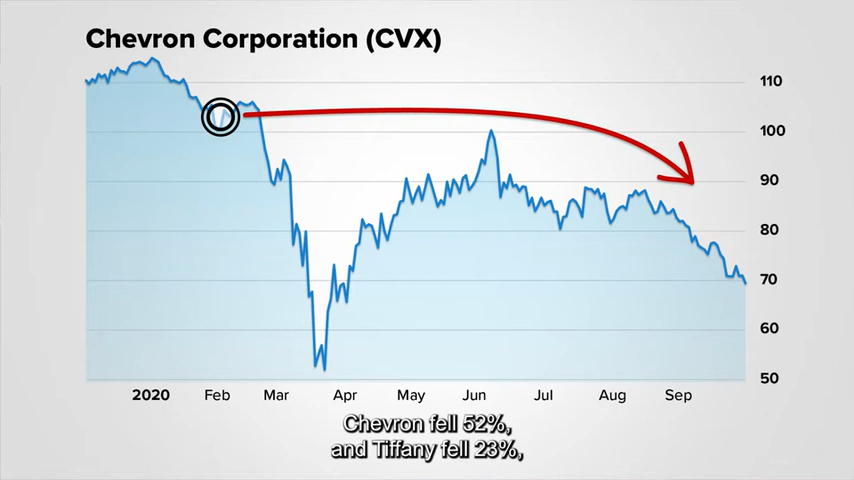 Chevron Corporation (CVX)
110
100
90
80
70
60
50
2020 Feb Mar Apr May Jun Jul Aug Sep
Chevron fell 52%,
and Tiffany fell 23%,